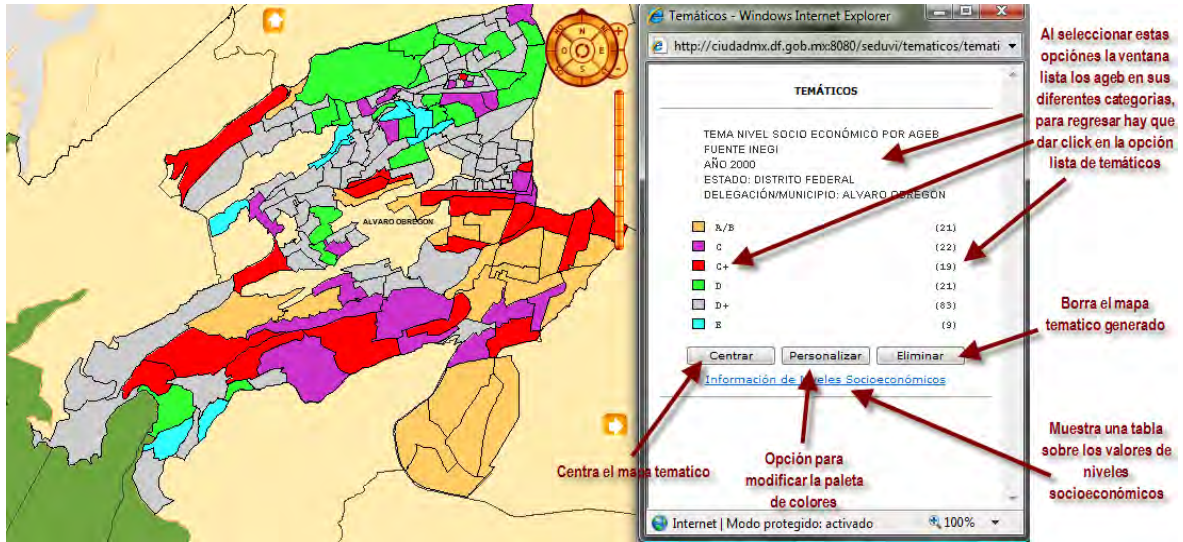 N
O
E
S
ALVARO OBREGON
Temáticos - Windows Internet Explorer
http://ciudadmx.df.gob.mx:8080/seduvi/tematicos/temati
TEMÁTICOS
TEMA NIVEL SOCIO ECONÓMICO POR AGEB
FUENTE INEGI
AÑO 2000
ESTADO: DISTRITO FEDERAL
DELEGACIÓN/MUNICIPIO: ALVARO OBREGON
A/B (21)
C (22)
C+ (19)
D (21)
D+ (83)
E (9)
Centrar Personalizar Eliminar
Información de Niveles Socioeconómicos
Internet | Modo protegido: activado 100%
Al seleccionar estas
opciónes la ventana
lista los ageb en sus
diferentes categorias,
para regresar hay que
dar click en la opción
lista de temáticos
Borra el mapa
tematico generado
Muestra una tabla
sobre los valores de
niveles
socioeconómicos
Centra el mapa tematico
Opción para
modificar la paleta
de colores